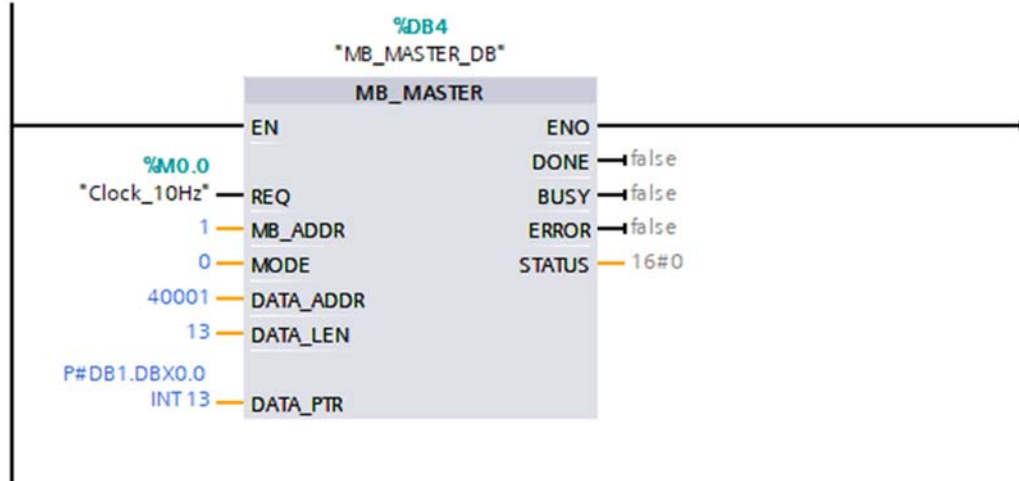 %DB4
"MB_MASTER_DB"
MB_MASTER
EN ENO
%M0.0 DONE false
"Clock_10Hz" REQ BUSY false
1 MB_ADDR ERROR false
0 MODE STATUS 16#0
40001 DATA_ADDR
13 DATA_LEN
P#DB1.DBX0.0
INT 13 DATA_PTR